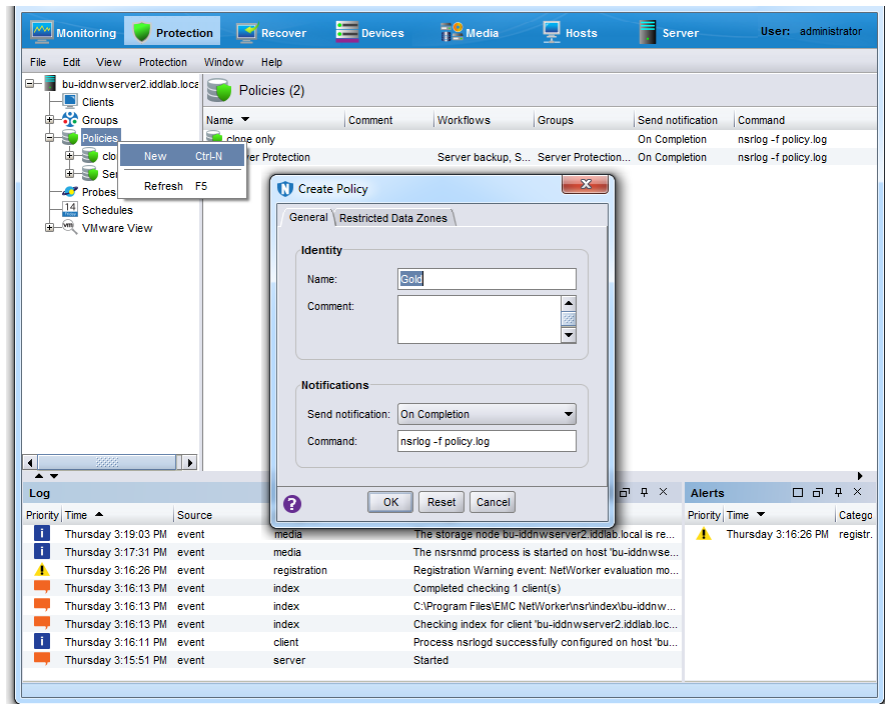 Monitoring Protection Recover Devices Media Hosts Server User: administrator
File Edit View Protection Window Help
bu-iddnwserver2.iddlab.loca
Clients
Groups
Policies
clo
Ser
Probes
Schedules
VMware View
New Ctrl-N
Refresh F5
Policies (2)
Name Comment Workflows Groups Send notification Command
clone only On Completion nsrlog -f policy.log
er Protection Server backup, S... Server Protection... On Completion nsrlog -f policy.log
Create Policy
General Restricted Data Zones
Identity
Name: Gold
Comment:
Notifications
Send notification: On Completion
Command: nsrlog -f policy.log
OK Reset Cancel
Log
Priority Time Source
Thursday 3:19:03 PM event media The storage node bu-iddnwserver2.iddlab.local is re...
Thursday 3:17:31 PM event media The nsrsnmd process is started on host 'bu-iddnwse...
Thursday 3:16:26 PM event registration Registration Warning event: NetWorker evaluation mo...
Thursday 3:16:13 PM event index Completed checking 1 client(s)
Thursday 3:16:13 PM event index C:\Program Files\EMC NetWorker\nsr\index\bu-iddnw...
Thursday 3:16:13 PM event index Checking index for client 'bu-iddnwserver2.iddlab.loc...
Thursday 3:16:11 PM event client Process nsrlogd successfully configured on host 'bu...
Thursday 3:15:51 PM event server Started
Alerts
Priority Time Catego
Thursday 3:16:26 PM registr.